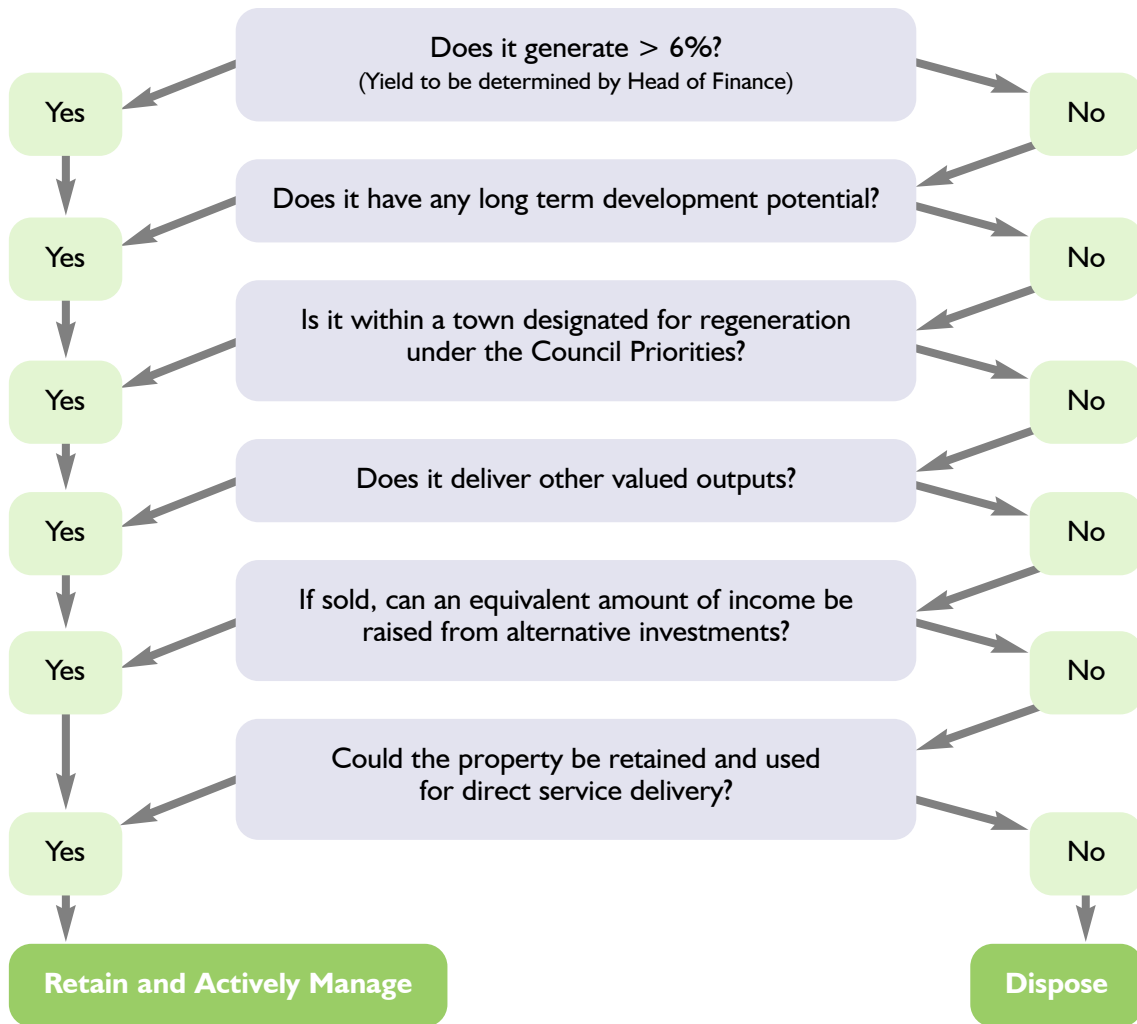 Does it generate > 6%?
(Yield to be determined by Head of Finance)
Yes
No
Does it have any long term development potential?
Yes
No
Is it within a town designated for regeneration
under the Council Priorities?
Yes
No
Does it deliver other valued outputs?
Yes
No
If sold, can an equivalent amount of income be
raised from alternative investments?
Yes
No
Could the property be retained and used
for direct service delivery?
Yes
No
Retain and Actively Manage
Dispose